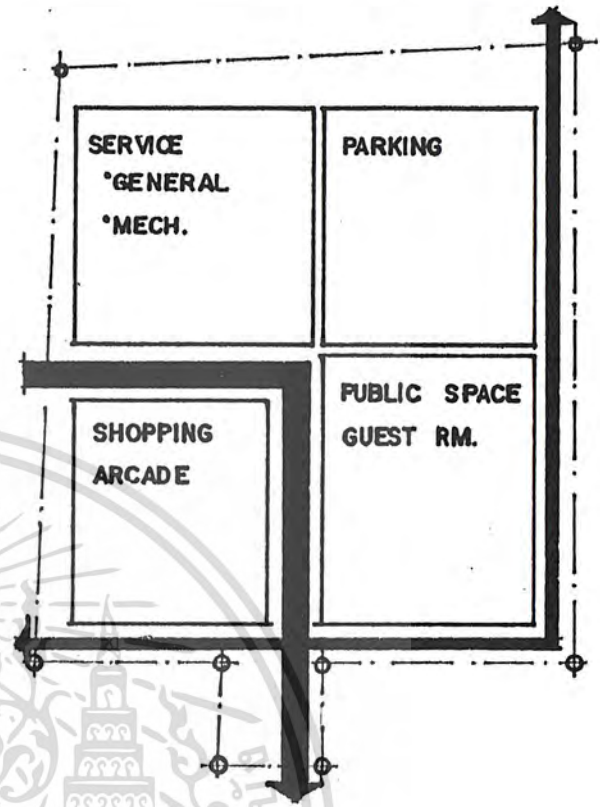 SERVICE
°GENERAL
°MECH.
PARKING
SHOPPING
ARCADE
PUBLIC SPACE
GUEST RM.